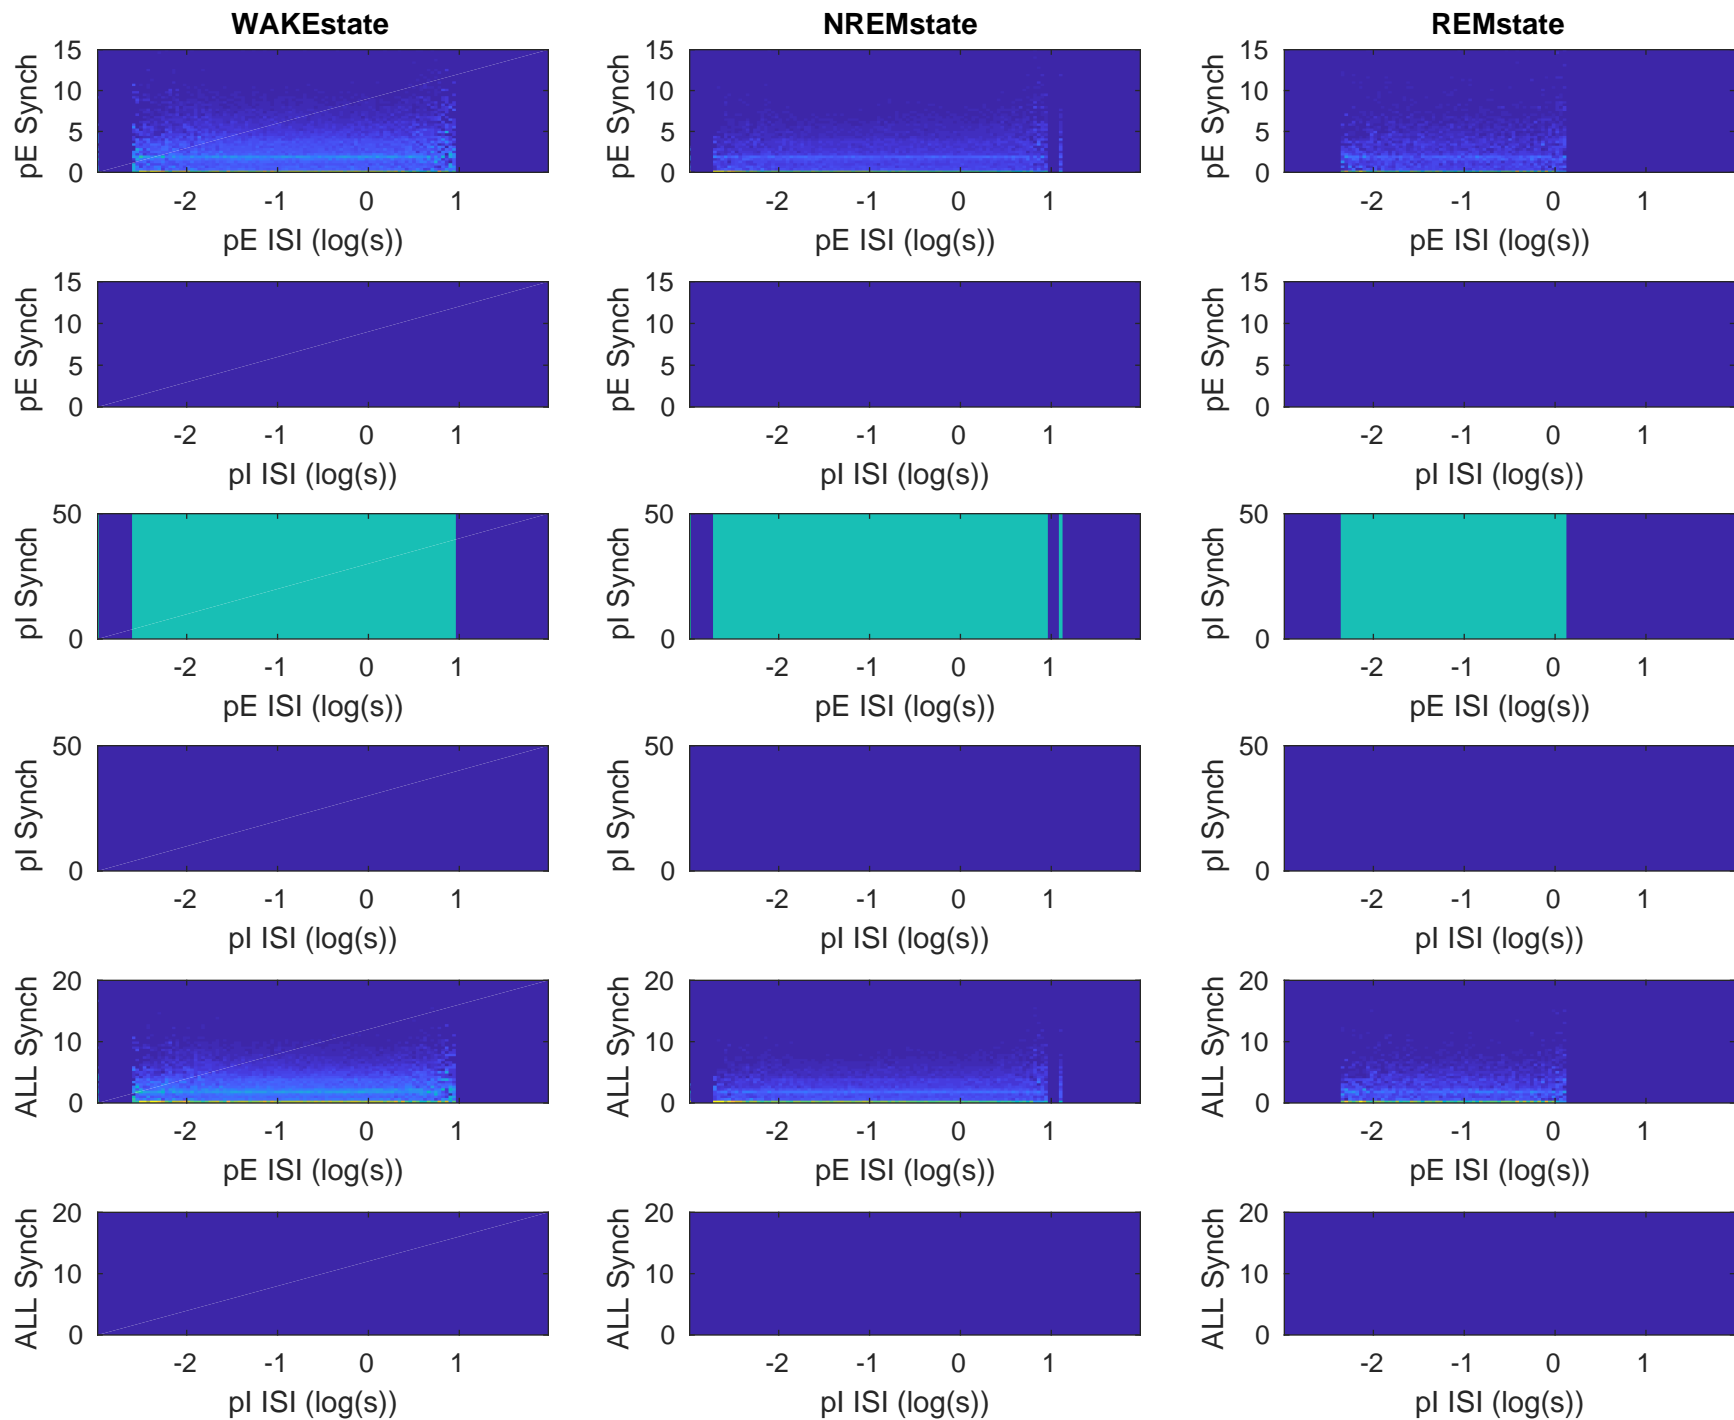 WAKEstate NREMstate REMstate
15 15 15
10 10 10
5 5 5
0 0 0
pE Synch pE Synch pE Synch
-2 -1 0 1 -2 -1 0 1 -2 -1 0 1
pE ISI (log(s)) pE ISI (log(s)) pE ISI (log(s))
15 15 15
10 10 10
5 5 5
0 0 0
pE Synch pE Synch pE Synch
-2 -1 0 1 -2 -1 0 1 -2 -1 0 1
pI ISI (log(s)) pI ISI (log(s)) pI ISI (log(s))
50 50 50
0 0 0
pI Synch pI Synch pI Synch
-2 -1 0 1 -2 -1 0 1 -2 -1 0 1
pE ISI (log(s)) pE ISI (log(s)) pE ISI (log(s))
50 50 50
0 0 0
pI Synch pI Synch pI Synch
-2 -1 0 1 -2 -1 0 1 -2 -1 0 1
pI ISI (log(s)) pI ISI (log(s)) pI ISI (log(s))
20 20 20
10 10 10
0 0 0
ALL Synch ALL Synch ALL Synch
-2 -1 0 1 -2 -1 0 1 -2 -1 0 1
pE ISI (log(s)) pE ISI (log(s)) pE ISI (log(s))
20 20 20
10 10 10
0 0 0
ALL Synch ALL Synch ALL Synch
-2 -1 0 1 -2 -1 0 1 -2 -1 0 1
pI ISI (log(s)) pI ISI (log(s)) pI ISI (log(s))